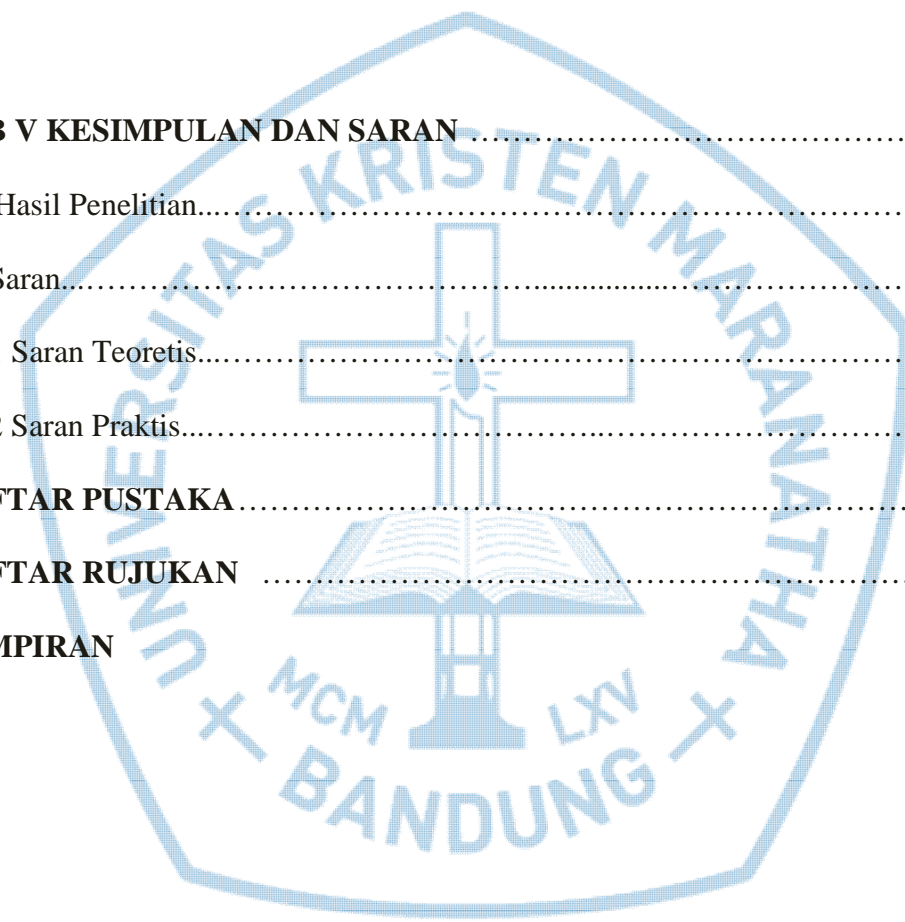 B V KESIMPULAN DAN SARAN……………………………………
Hasil Penelitian...……………………………………………………
Saran...………………………………………....................……………………
Saran Teoretis...……………………………………………………
2 Saran Praktis...……………………………………………………
FTAR PUSTAKA………………………………………………………
FTAR RUJUKAN ……………………………………………………
MPIRAN
UNIVERSITAS KRISTEN MARANATHA
MCM LXV
BANDUNG